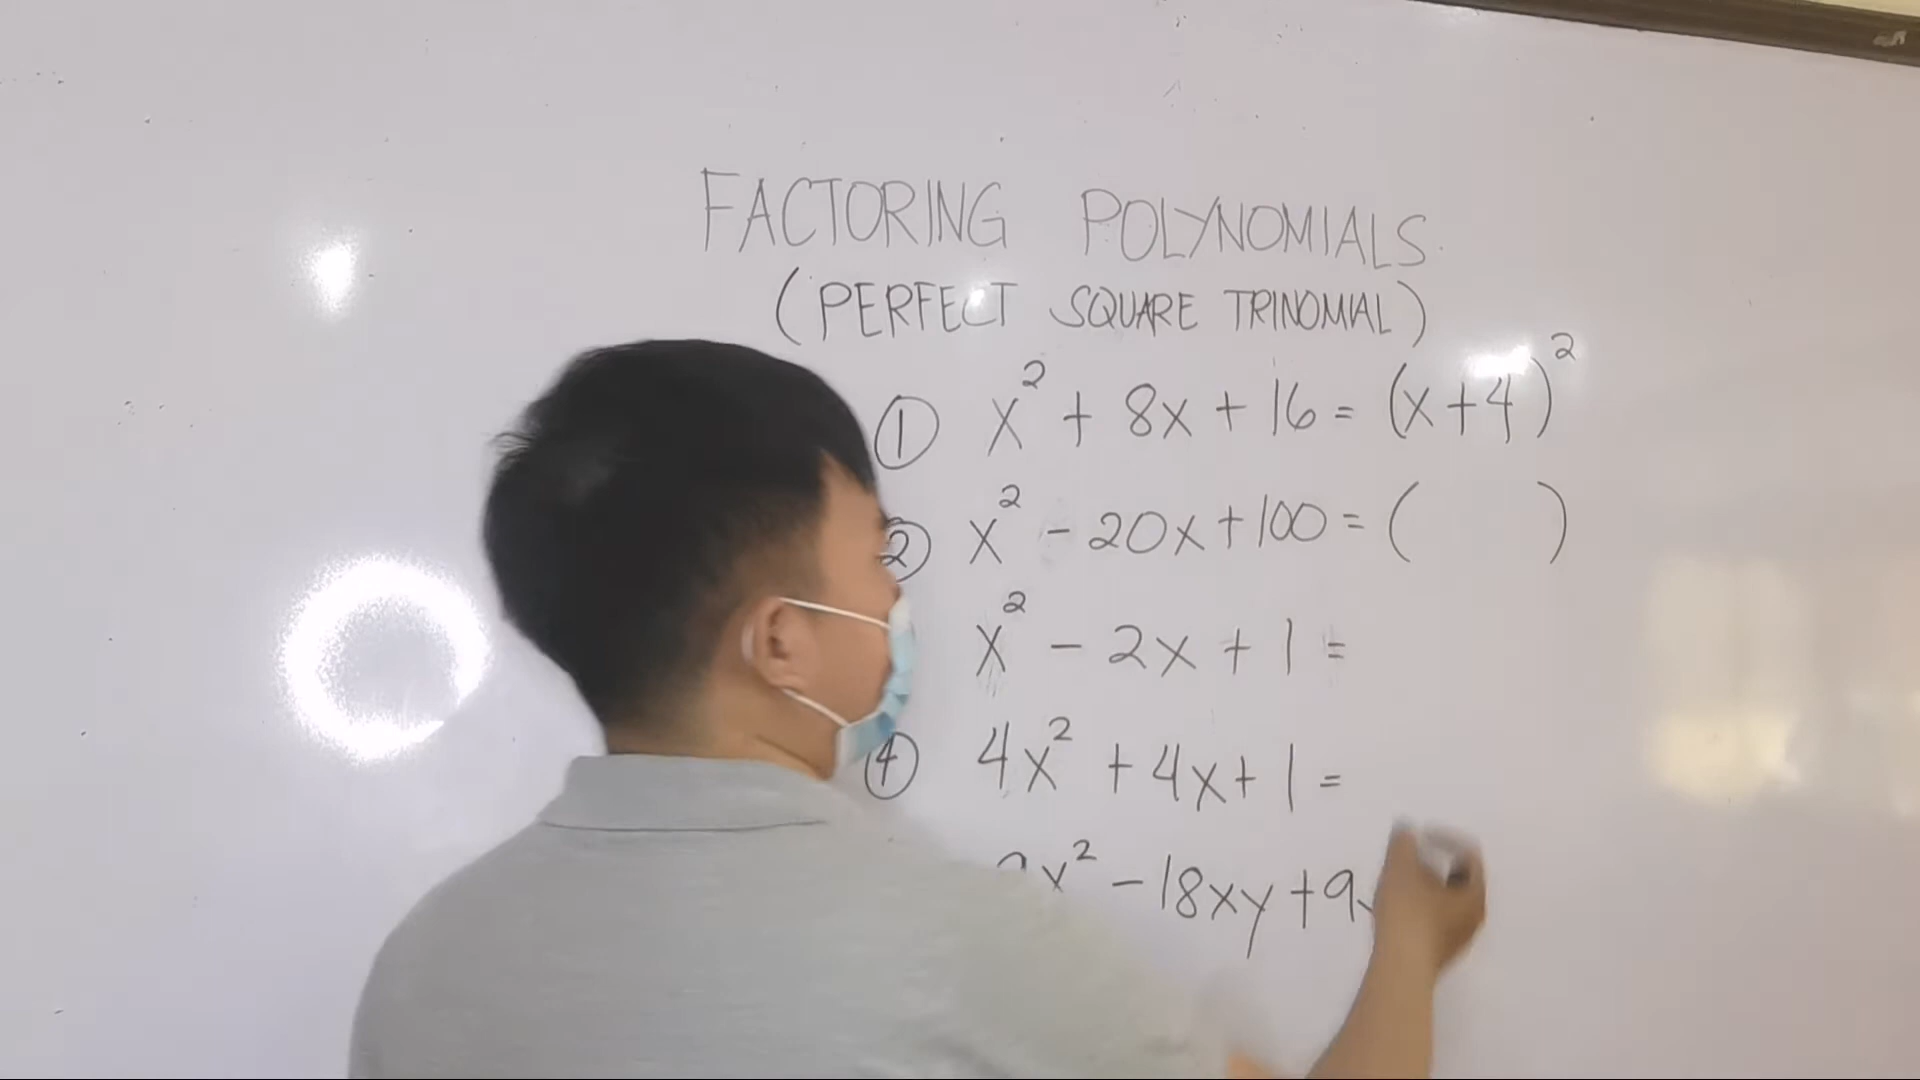 FACTORING POLYNOMIALS
(PERFECT SQUARE TRINOMIAL)
① x² + 8x + 16 = (x+4)²
② x² - 20x + 100 = ( )
x² - 2x + 1 =
④ 4x² + 4x + 1 =
x² - 18xy + 9